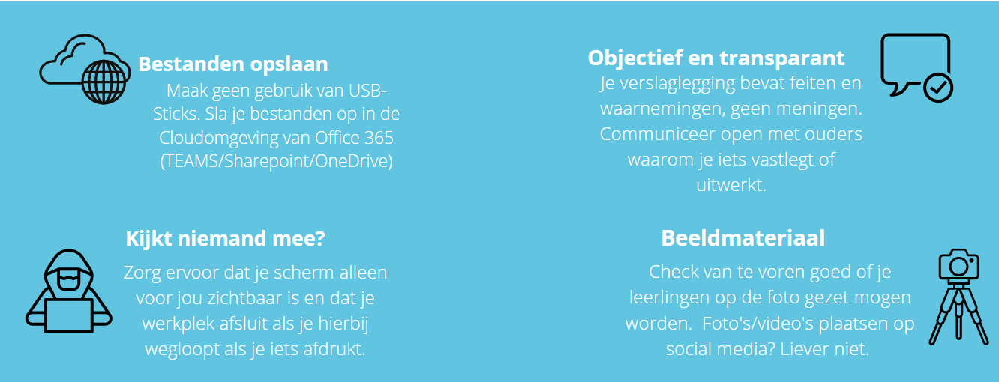 Bestanden opslaan
Maak geen gebruik van USB-
Sticks. Sla je bestanden op in de
Cloudomgeving van Office 365
(TEAMS/Sharepoint/OneDrive)
Objectief en transparant
Je verslaglegging bevat feiten en
waarnemingen, geen meningen.
Communiceer open met ouders
waarom je iets vastlegt of
uitwerkt.
Kijkt niemand mee?
Zorg ervoor dat je scherm alleen
voor jou zichtbaar is en dat je
werkplek afsluit als je hierbij
wegloopt als je iets afdrukt.
Beeldmateriaal
Check van te voren goed of je
leerlingen op de foto gezet mogen
worden.  Foto's/video's plaatsen op
social media? Liever niet.